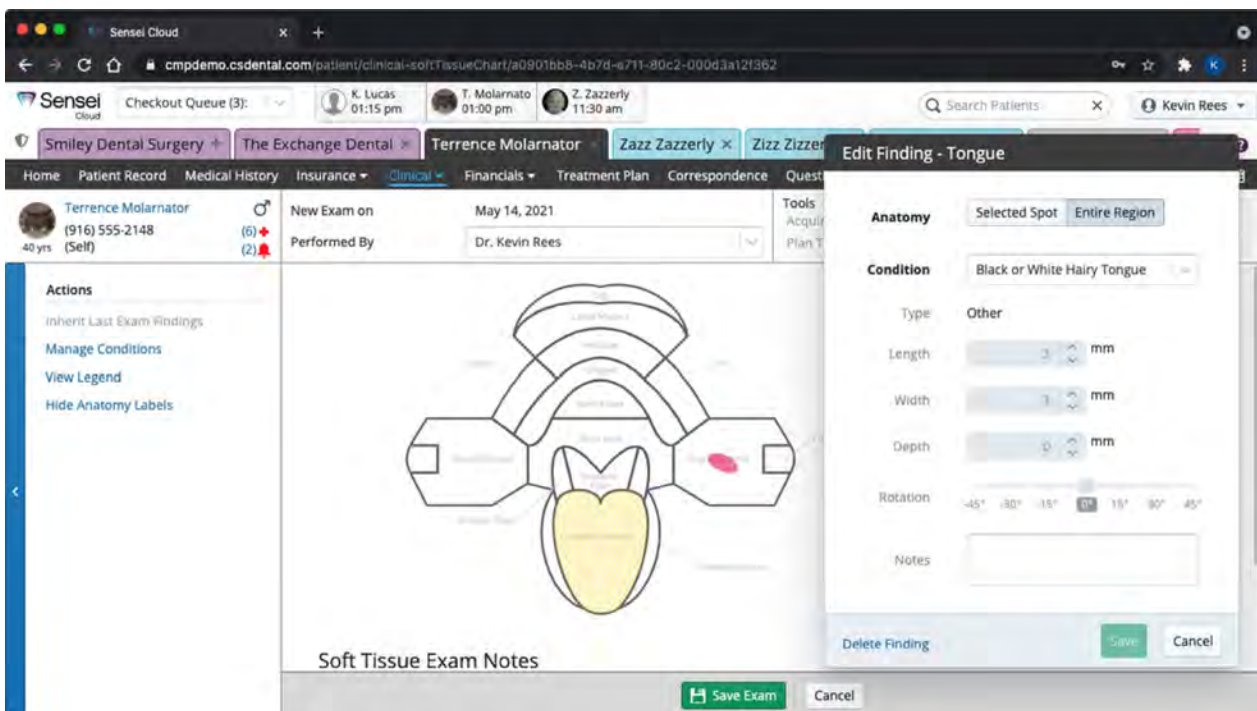 Sensei Cloud × +
cmpdemo.csdental.com/patient/clinical-softTissueChart/a0901bb8-4b7d-e711-80c2-000d3a12f362 K
Sensei Cloud Checkout Queue (3): K. Lucas 01:15 pm T. Molarnato 01:00 pm Z. Zazzerly 11:30 am Search Patients × Kevin Rees
Smiley Dental Surgery + The Exchange Dental × Terrence Molarnator Zazz Zazzerly × Zizz Zizzer
Home Patient Record Medical History Insurance Clinical Financials Treatment Plan Correspondence Quest
Terrence Molarnator
(916) 555-2148 (6)
40 yrs (Self) (2)
New Exam on May 14, 2021
Performed By Dr. Kevin Rees
Tools
Acquir
Plan T
Actions
Inherit Last Exam Findings
Manage Conditions
View Legend
Hide Anatomy Labels
Soft Tissue Exam Notes
Save Exam Cancel
Edit Finding - Tongue
Anatomy Selected Spot Entire Region
Condition Black or White Hairy Tongue
Type Other
Length 3 mm
Width 3 mm
Depth 0 mm
Rotation -45° -30° -15° 0° 15° 30° 45°
Notes
Delete Finding Save Cancel